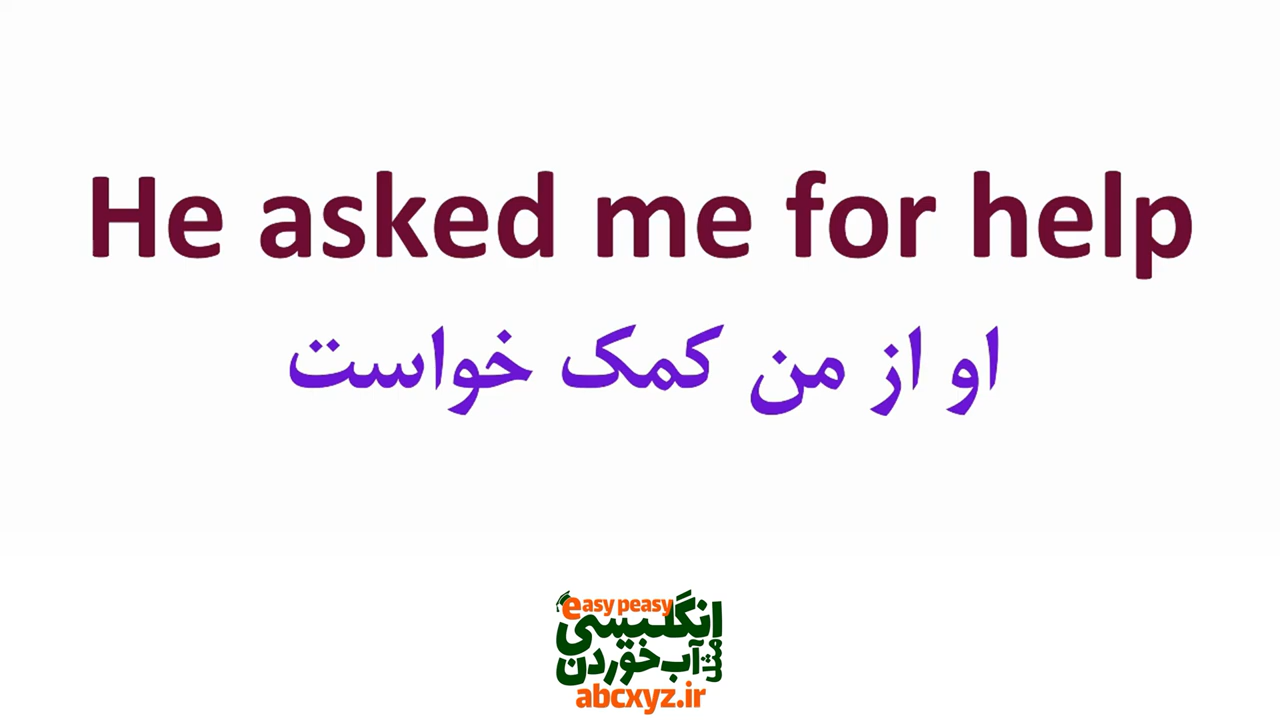 He asked me for help
او از من کمک خواست
easy peasy
انگلیسی
مثل آب خوردن
abcxyz.ir